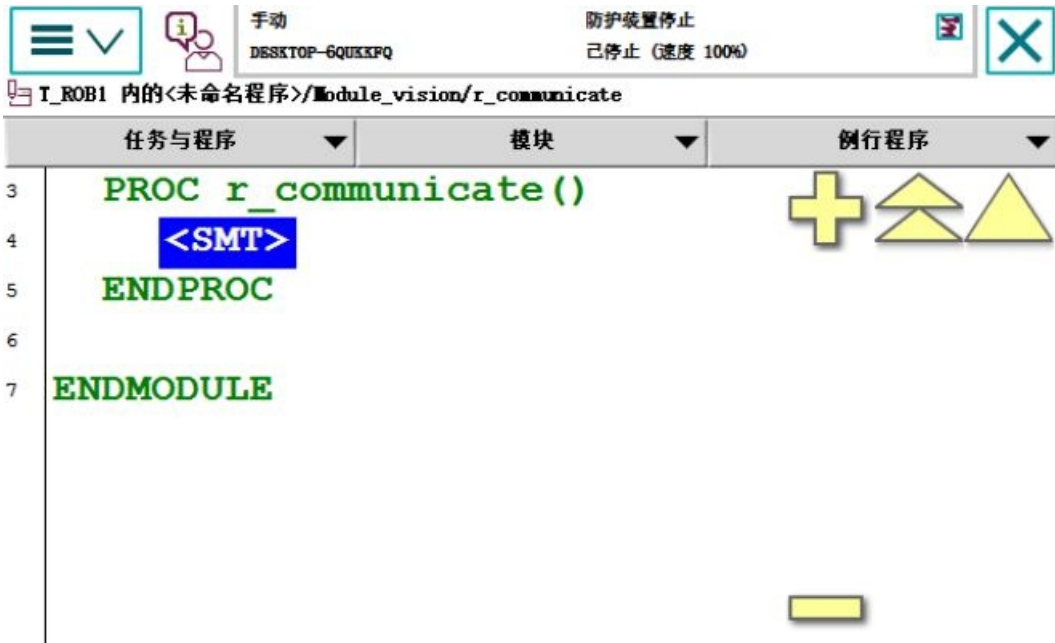 手动 防护装置停止
DESKTOP-6QUKKFQ 已停止 (速度 100%)
T_ROB1 内的<未命名程序>/Module_vision/r_communicate
任务与程序 模块 例行程序
3 PROC r_communicate()
4 <SMT>
5 ENDPROC
6
7 ENDMODULE